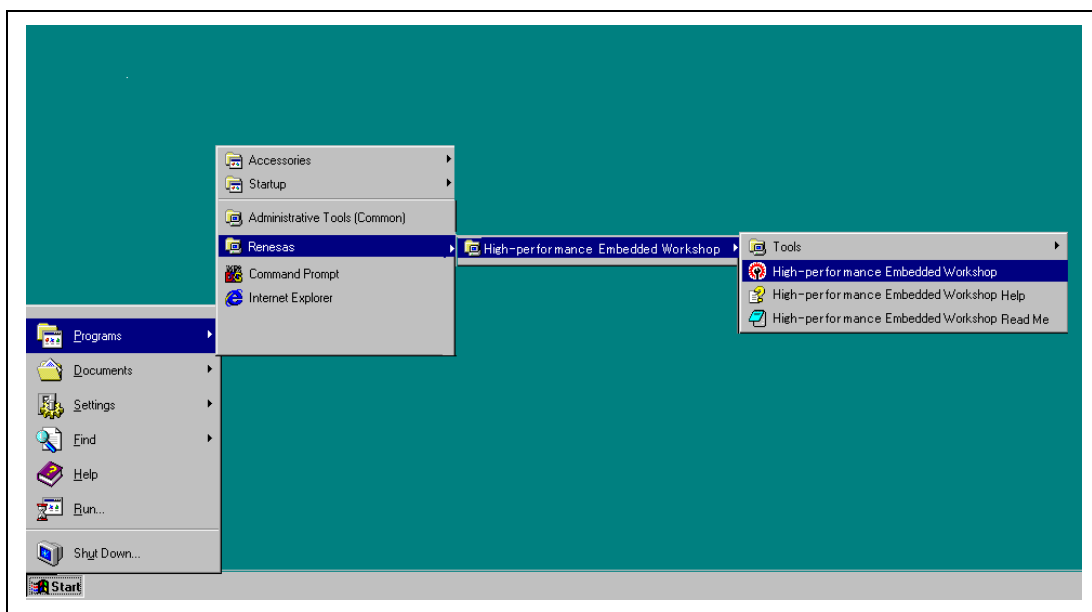 Accessories
Startup
Administrative Tools (Common)
Renesas
Command Prompt
Internet Explorer
High-performance Embedded Workshop
Tools
High-performance Embedded Workshop
High-performance Embedded Workshop Help
High-performance Embedded Workshop Read Me
Programs
Documents
Settings
Find
Help
Run...
Shut Down...
Start